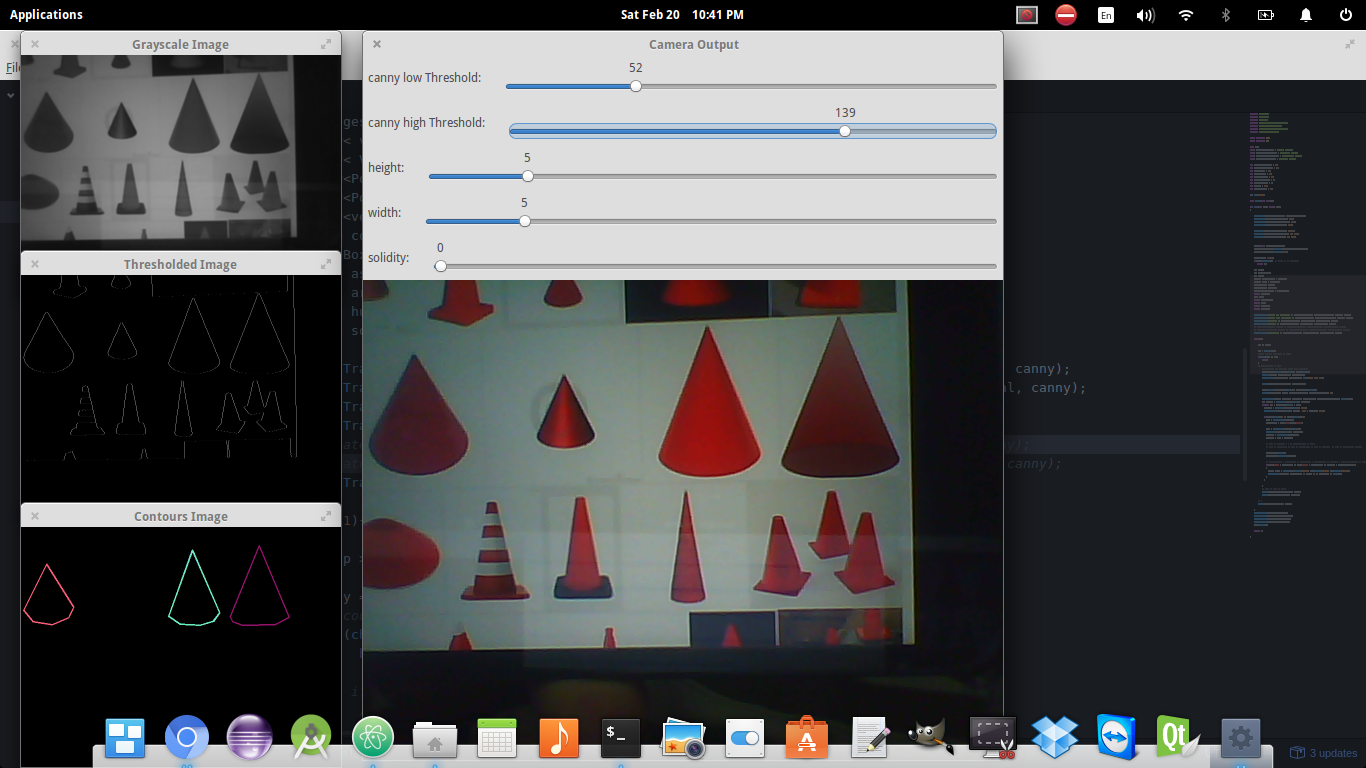 Applications
Sat Feb 20 10:41 PM
En
Grayscale Image
Camera Output
canny low Threshold:
52
canny high Threshold:
139
height:
5
width:
5
solidity:
0
Thresholded Image
Contours Image
canny);
l, canny);
canny);
$_
Qt
3 updates